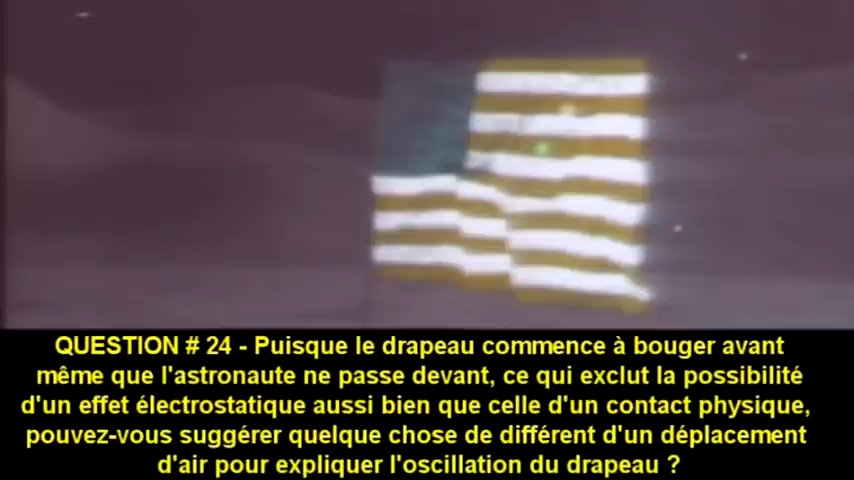 QUESTION # 24 - Puisque le drapeau commence à bouger avant
même que l'astronaute ne passe devant, ce qui exclut la possibilité
d'un effet électrostatique aussi bien que celle d'un contact physique,
pouvez-vous suggérer quelque chose de différent d'un déplacement
d'air pour expliquer l'oscillation du drapeau ?